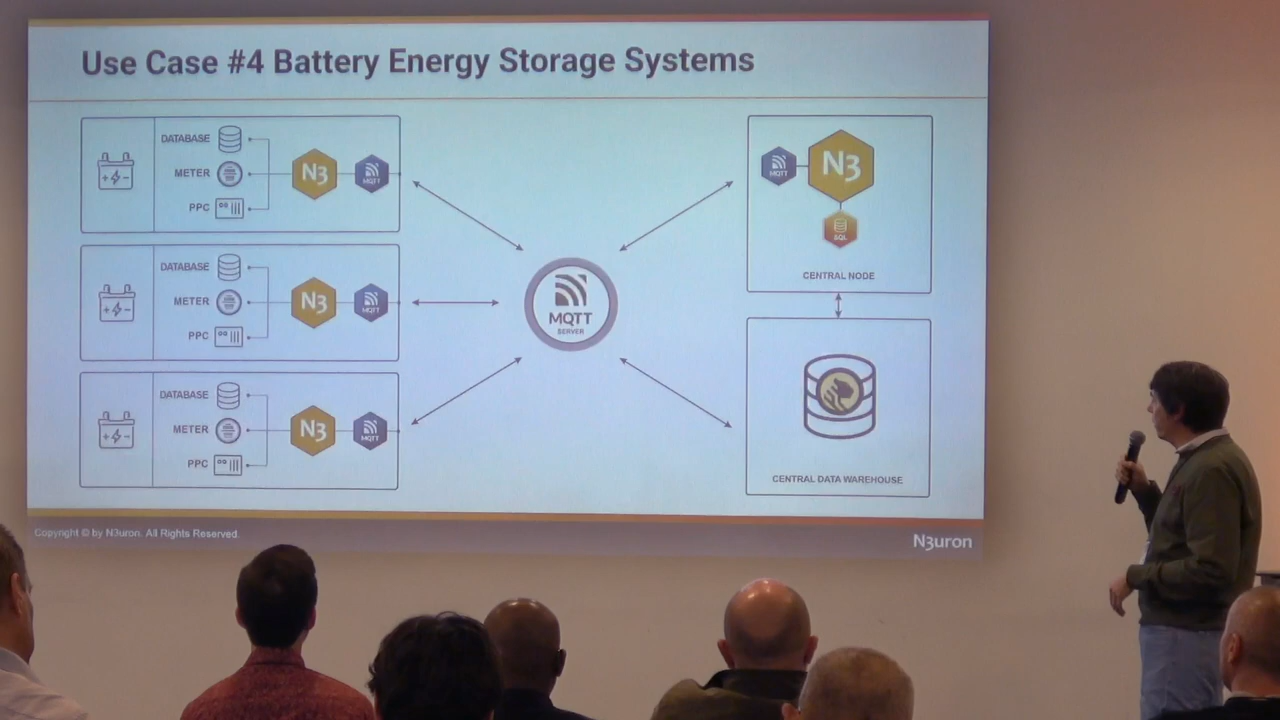 Use Case #4 Battery Energy Storage Systems
DATABASE
METER
PPC
N3
MQTT
DATABASE
METER
PPC
N3
MQTT
DATABASE
METER
PPC
N3
MQTT
MQTT
SERVER
MQTT
N3
SQL
CENTRAL NODE
CENTRAL DATA WAREHOUSE
Copyright © by N3uron. All Rights Reserved.
N3uron